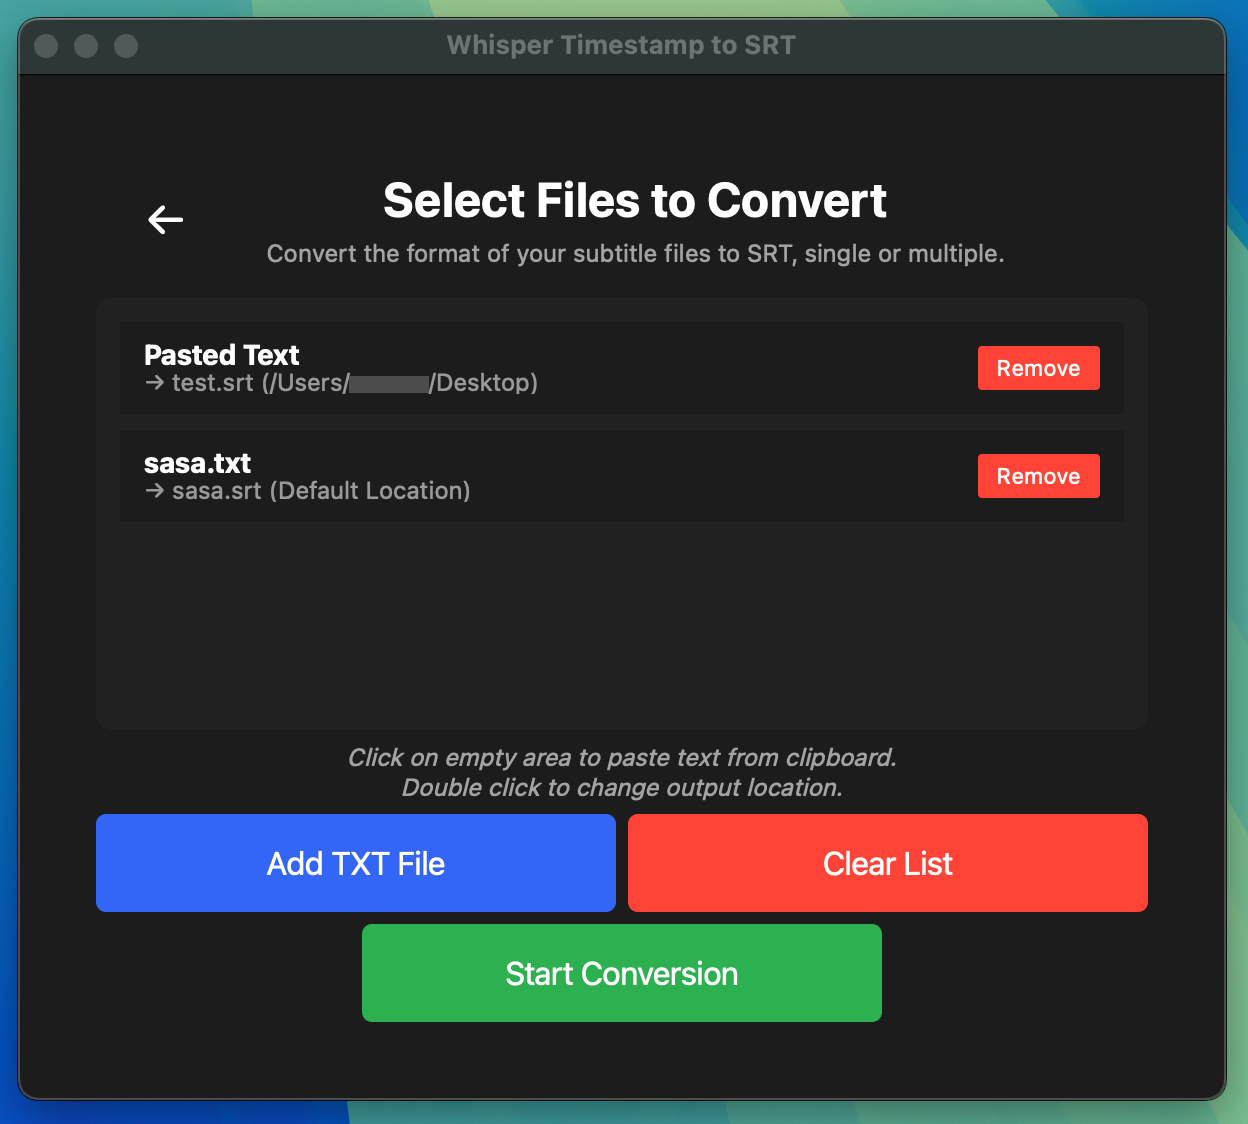 Whisper Timestamp to SRT
Select Files to Convert
Convert the format of your subtitle files to SRT, single or multiple.
Pasted Text
→ test.srt (/Users/ /Desktop)
Remove
sasa.txt
→ sasa.srt (Default Location)
Remove
Click on empty area to paste text from clipboard.
Double click to change output location.
Add TXT File
Clear List
Start Conversion